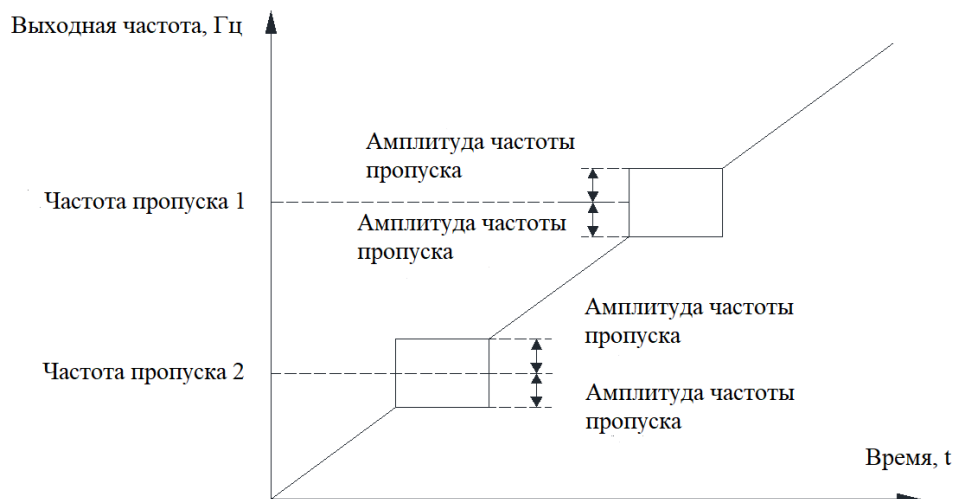 Выходная частота, Гц
Амплитуда частоты
пропуска
Частота пропуска 1
Амплитуда частоты
пропуска
Амплитуда частоты
пропуска
Частота пропуска 2
Амплитуда частоты
пропуска
Время, t